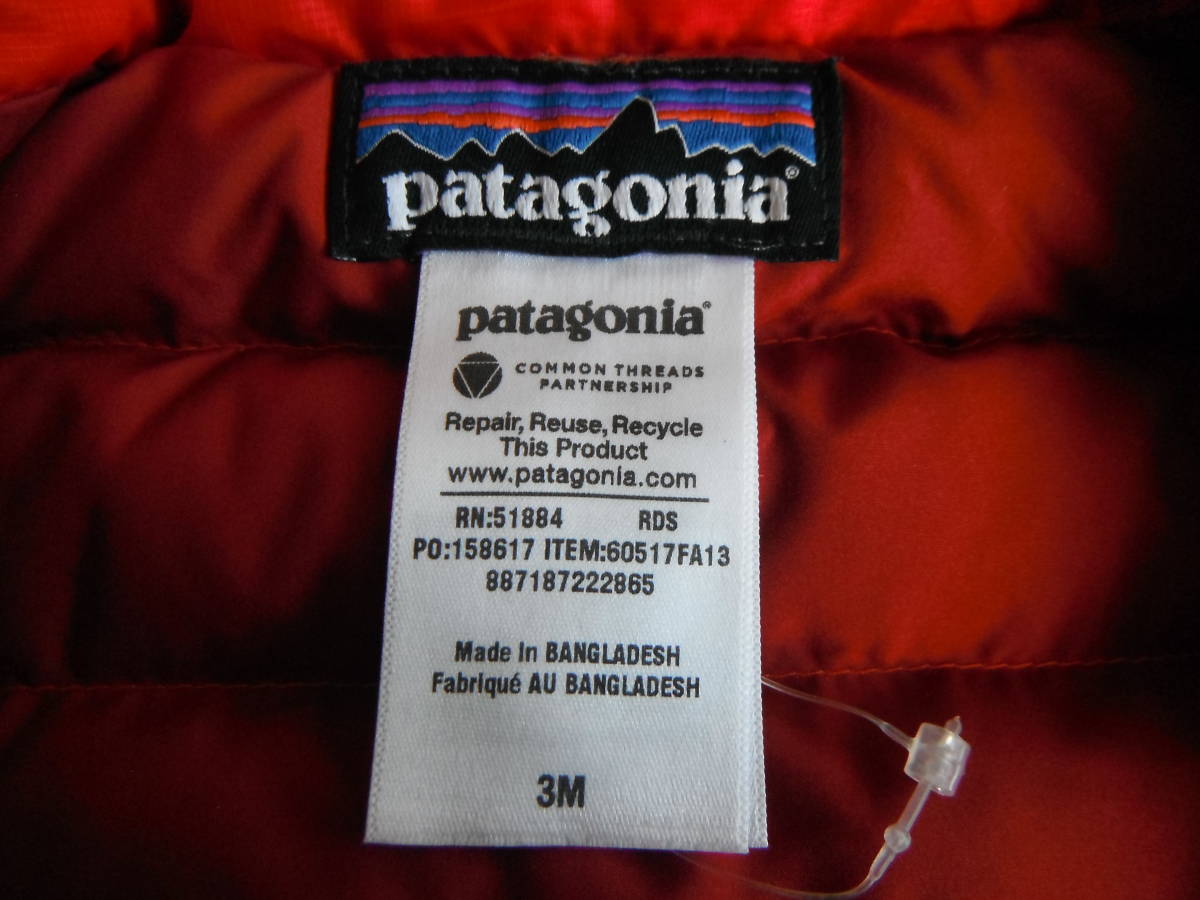 patagonia®
patagonia®
COMMON THREADS
PARTNERSHIP
Repair, Reuse, Recycle
This Product
www.patagonia.com
RN:51884 RDS
PO:158617 ITEM:60517FA13
887187222865
Made in BANGLADESH
Fabriqué AU BANGLADESH
3M